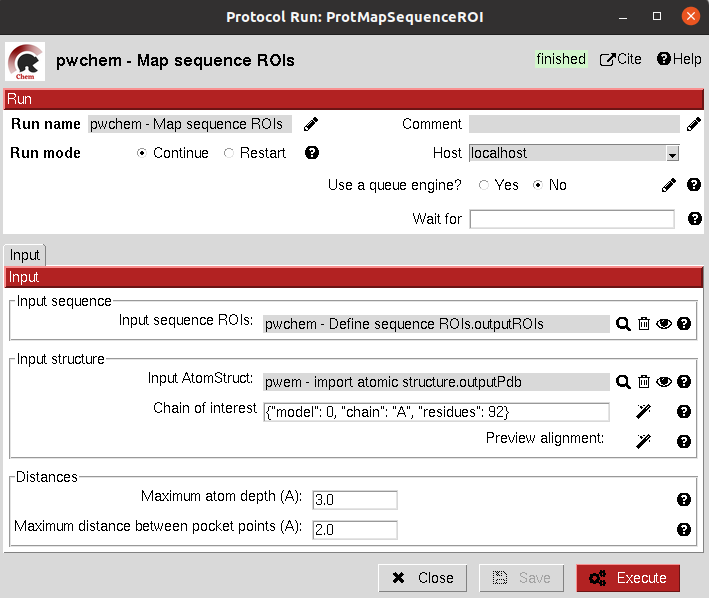 Protocol Run: ProtMapSequenceROI
Chem
pwchem - Map sequence ROIs
finished Cite Help
Run
Run name pwchem - Map sequence ROIs Comment
Run mode Continue Restart Host localhost
Use a queue engine? Yes No
Wait for
Input
Input
Input sequence
Input sequence ROIs: pwchem - Define sequence ROIs.outputROIs
Input structure
Input AtomStruct: pwem - import atomic structure.outputPdb
Chain of interest {"model": 0, "chain": "A", "residues": 92}
Preview alignment:
Distances
Maximum atom depth (A): 3.0
Maximum distance between pocket points (A): 2.0
Close Save Execute